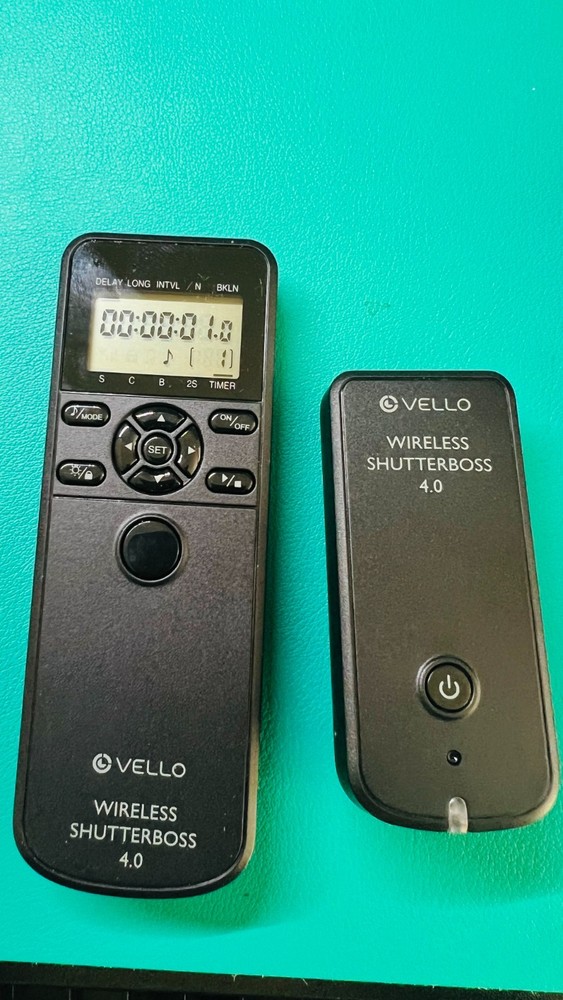 DELAY LONG INTVL / N BKLN
00:00:01.0
♪ [ 1]
S C B 2S TIMER
♪/MODE
ON/OFF
SET
VELLO
WIRELESS
SHUTTERBOSS
4.0
VELLO
WIRELESS
SHUTTERBOSS
4.0